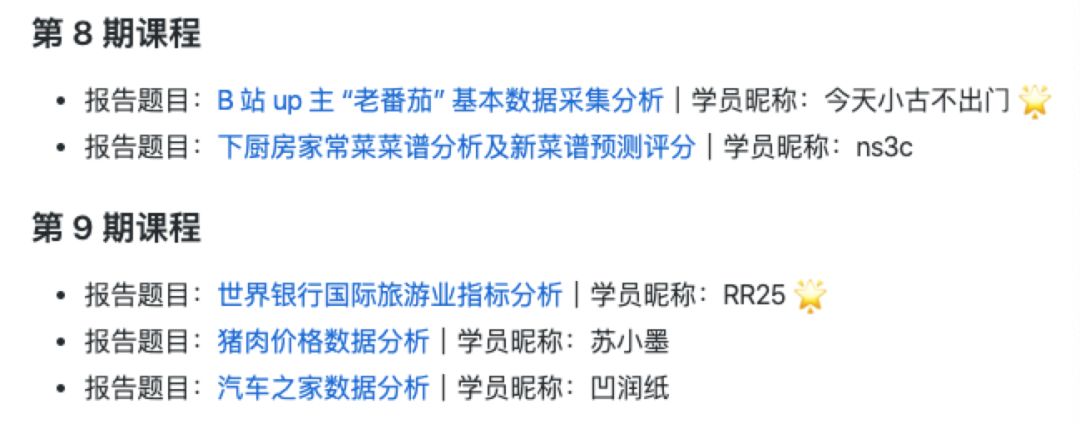 第 8 期课程
• 报告题目：B 站 up 主 “老番茄” 基本数据采集分析 | 学员昵称：今天小古不出门 🌟
• 报告题目：下厨房家常菜菜谱分析及新菜谱预测评分 | 学员昵称：ns3c
第 9 期课程
• 报告题目：世界银行国际旅游业指标分析 | 学员昵称：RR25 🌟
• 报告题目：猪肉价格数据分析 | 学员昵称：苏小墨
• 报告题目：汽车之家数据分析 | 学员昵称：凹润纸